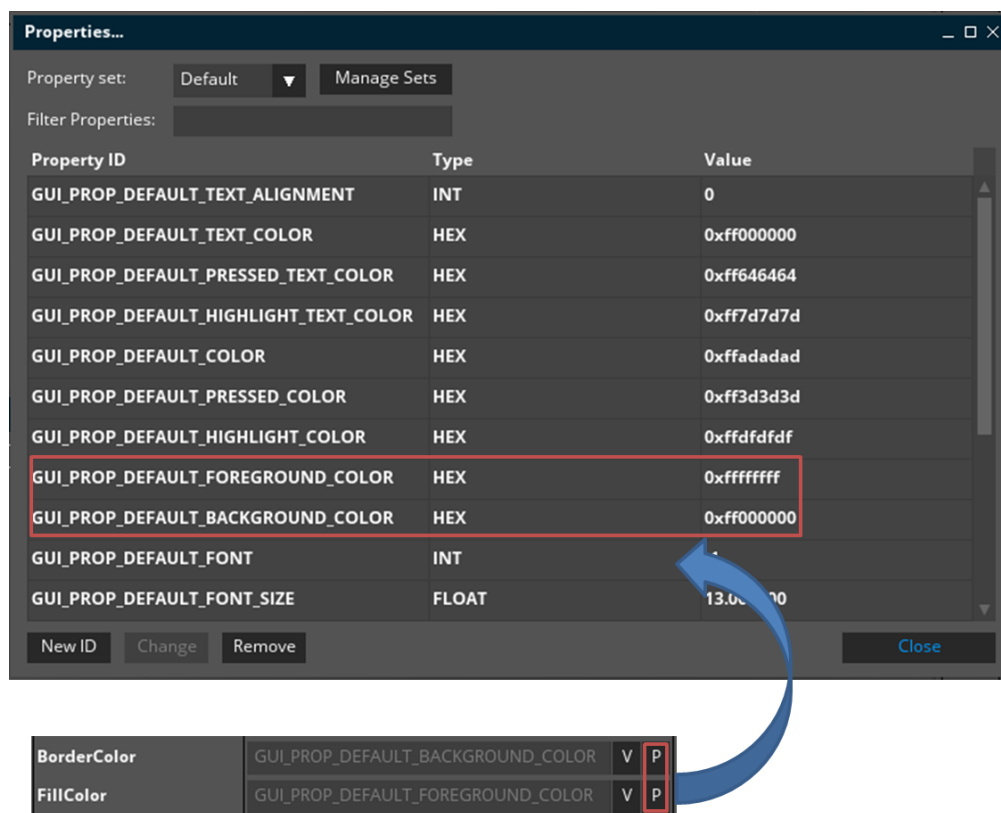 Properties...
Property set: Default Manage Sets
Filter Properties:
Property ID Type Value
GUI_PROP_DEFAULT_TEXT_ALIGNMENT INT 0
GUI_PROP_DEFAULT_TEXT_COLOR HEX 0xff000000
GUI_PROP_DEFAULT_PRESSED_TEXT_COLOR HEX 0xff646464
GUI_PROP_DEFAULT_HIGHLIGHT_TEXT_COLOR HEX 0xff7d7d7d
GUI_PROP_DEFAULT_COLOR HEX 0xffadadad
GUI_PROP_DEFAULT_PRESSED_COLOR HEX 0xff3d3d3d
GUI_PROP_DEFAULT_HIGHLIGHT_COLOR HEX 0xffdfdfdf
GUI_PROP_DEFAULT_FOREGROUND_COLOR HEX 0xffffffff
GUI_PROP_DEFAULT_BACKGROUND_COLOR HEX 0xff000000
GUI_PROP_DEFAULT_FONT INT
GUI_PROP_DEFAULT_FONT_SIZE FLOAT
New ID Change Remove Close
BorderColor GUI_PROP_DEFAULT_BACKGROUND_COLOR V P
FillColor GUI_PROP_DEFAULT_FOREGROUND_COLOR V P